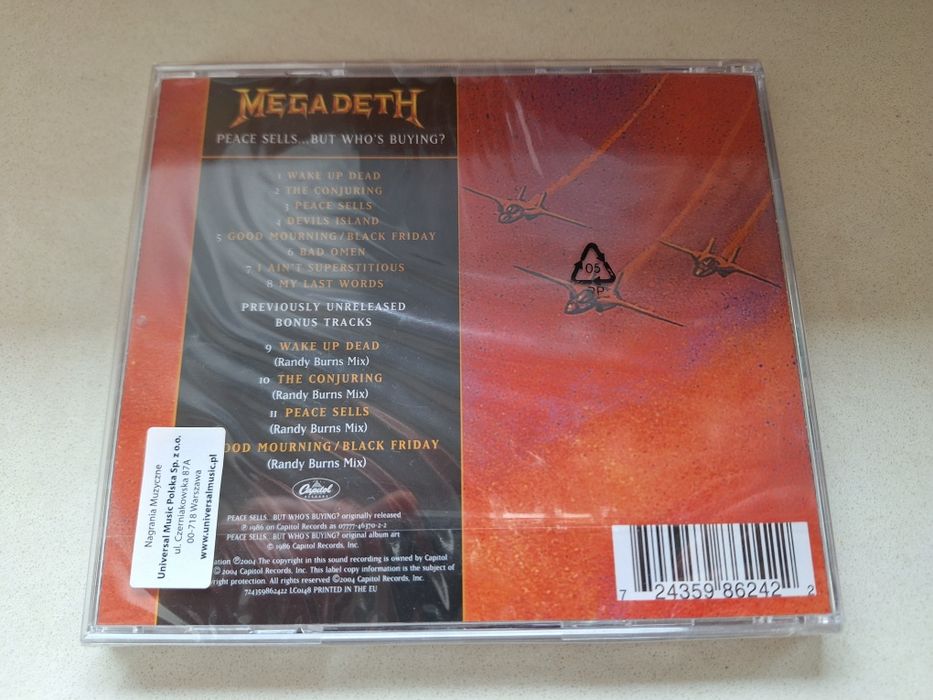 MEGADETH
PEACE SELLS...BUT WHO'S BUYING?
1 WAKE UP DEAD
2 THE CONJURING
3 PEACE SELLS
4 DEVILS ISLAND
5 GOOD MOURNING/BLACK FRIDAY
6 BAD OMEN
7 I AIN'T SUPERSTITIOUS
8 MY LAST WORDS
PREVIOUSLY UNRELEASED
BONUS TRACKS
9 WAKE UP DEAD
(Randy Burns Mix)
10 THE CONJURING
(Randy Burns Mix)
11 PEACE SELLS
(Randy Burns Mix)
OOD MOURNING/BLACK FRIDAY
(Randy Burns Mix)
Capitol
RECORDS
PEACE SELLS...BUT WHO'S BUYING? originally released
℗ 1986 on Capitol Records as 07777-46370-2-2
PEACE SELLS...BUT WHO'S BUYING? original album art
© 1986 Capitol Records, Inc.
ation ℗2004 The copyright in this sound recording is owned by Capitol
© 2004 Capitol Records, Inc. This label copy information is the subject of
right protection. All rights reserved ©2004 Capitol Records, Inc.
724359862422 LC0148 PRINTED IN THE EU
Nagrania Muzyczne
Universal Music Polska Sp. z o.o.
ul. Czerniakowska 87A
00-718 Warszawa
www.universalmusic.pl
05
PP
7 24359 86242 2